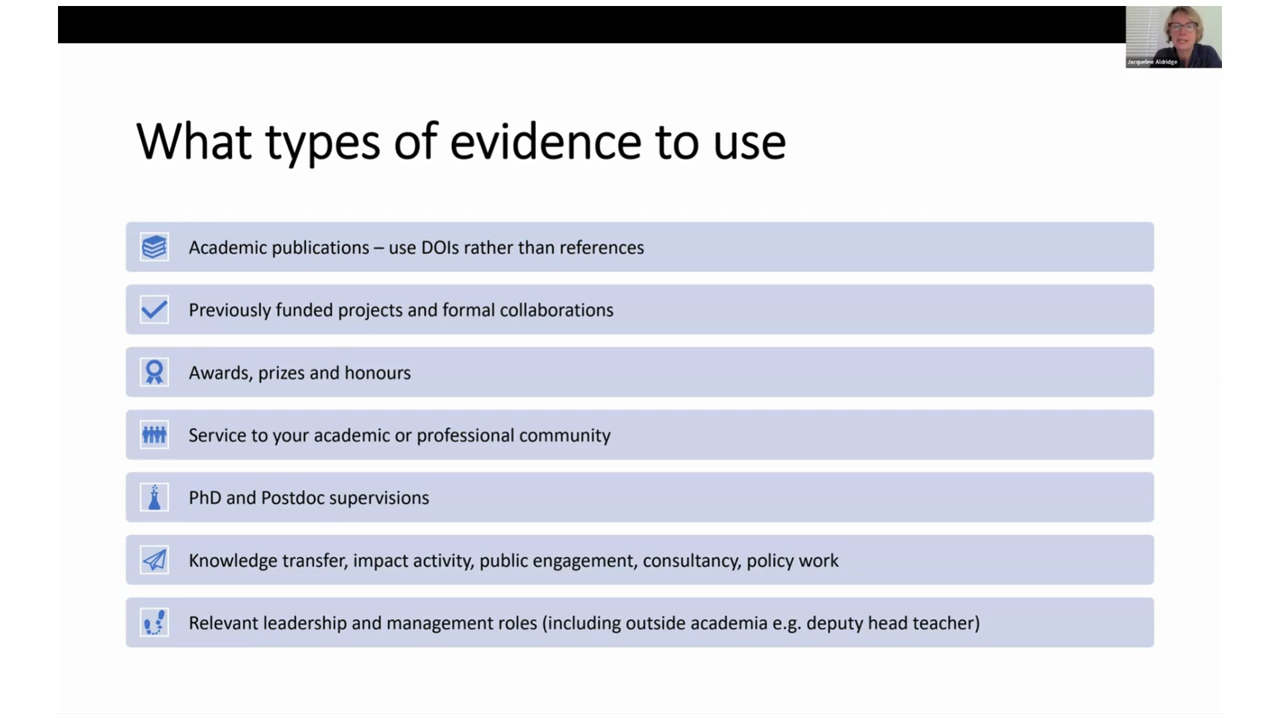 Jacqueline Aldridge
What types of evidence to use
Academic publications – use DOIs rather than references
Previously funded projects and formal collaborations
Awards, prizes and honours
Service to your academic or professional community
PhD and Postdoc supervisions
Knowledge transfer, impact activity, public engagement, consultancy, policy work
Relevant leadership and management roles (including outside academia e.g. deputy head teacher)